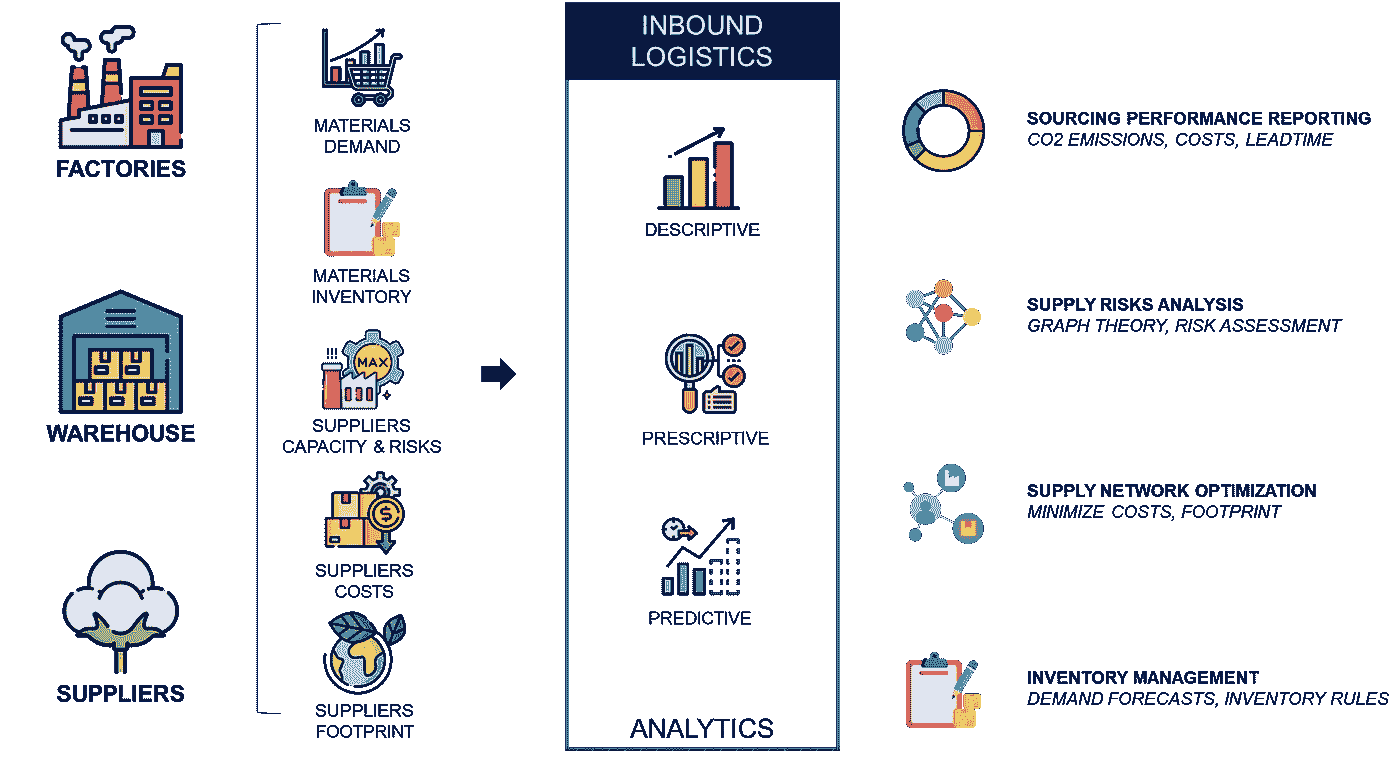 FACTORIES
WAREHOUSE
SUPPLIERS
MATERIALS
DEMAND
MATERIALS
INVENTORY
MAX
SUPPLIERS
CAPACITY & RISKS
$
SUPPLIERS
COSTS
SUPPLIERS
FOOTPRINT
INBOUND
LOGISTICS
DESCRIPTIVE
PRESCRIPTIVE
PREDICTIVE
ANALYTICS
SOURCING PERFORMANCE REPORTING
CO2 EMISSIONS, COSTS, LEADTIME
SUPPLY RISKS ANALYSIS
GRAPH THEORY, RISK ASSESSMENT
SUPPLY NETWORK OPTIMIZATION
MINIMIZE COSTS, FOOTPRINT
INVENTORY MANAGEMENT
DEMAND FORECASTS, INVENTORY RULES